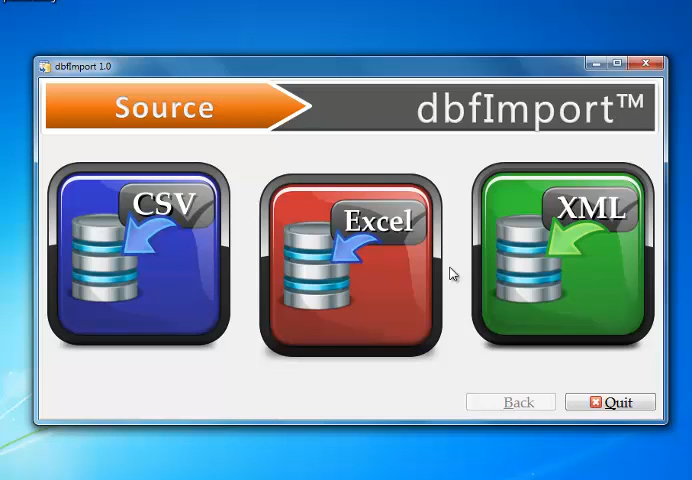 dbfImport 1.0
Source
dbfImport™
CSV
Excel
XML
Back
Quit